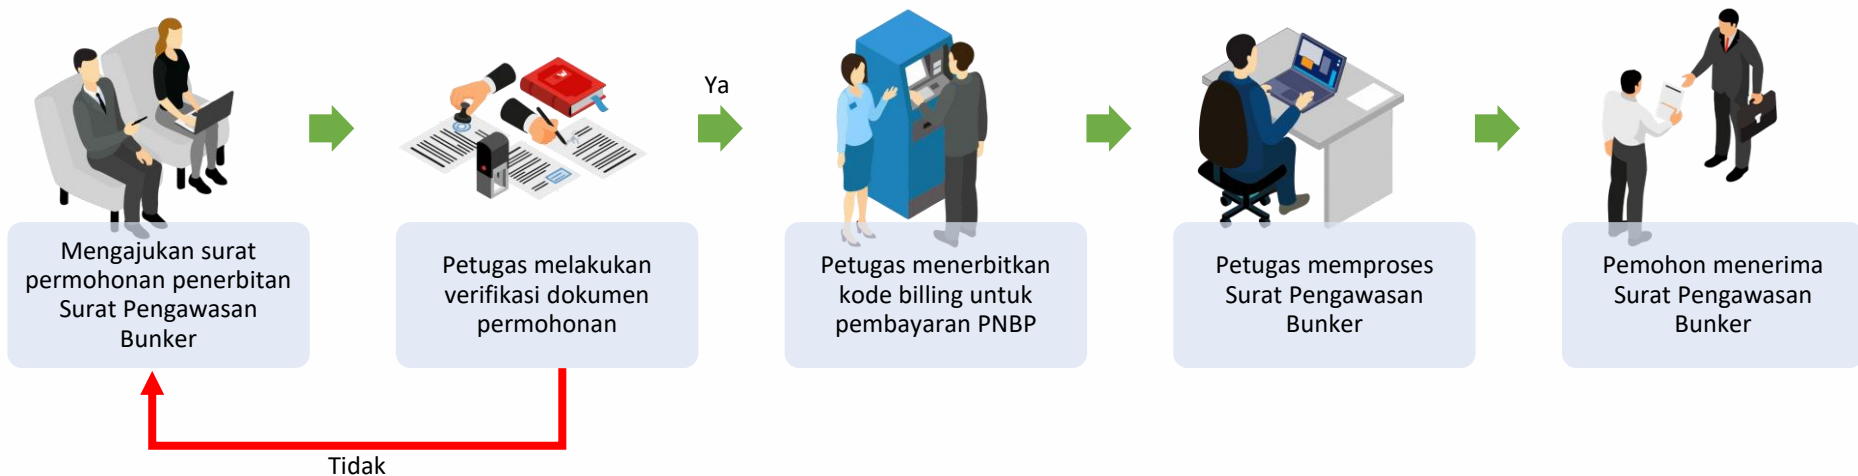 Ya
Mengajukan surat
permohonan penerbitan
Surat Pengawasan
Bunker
Petugas melakukan
verifikasi dokumen
permohonan
Petugas menerbitkan
kode billing untuk
pembayaran PNBP
Petugas memproses
Surat Pengawasan
Bunker
Pemohon menerima
Surat Pengawasan
Bunker
Tidak